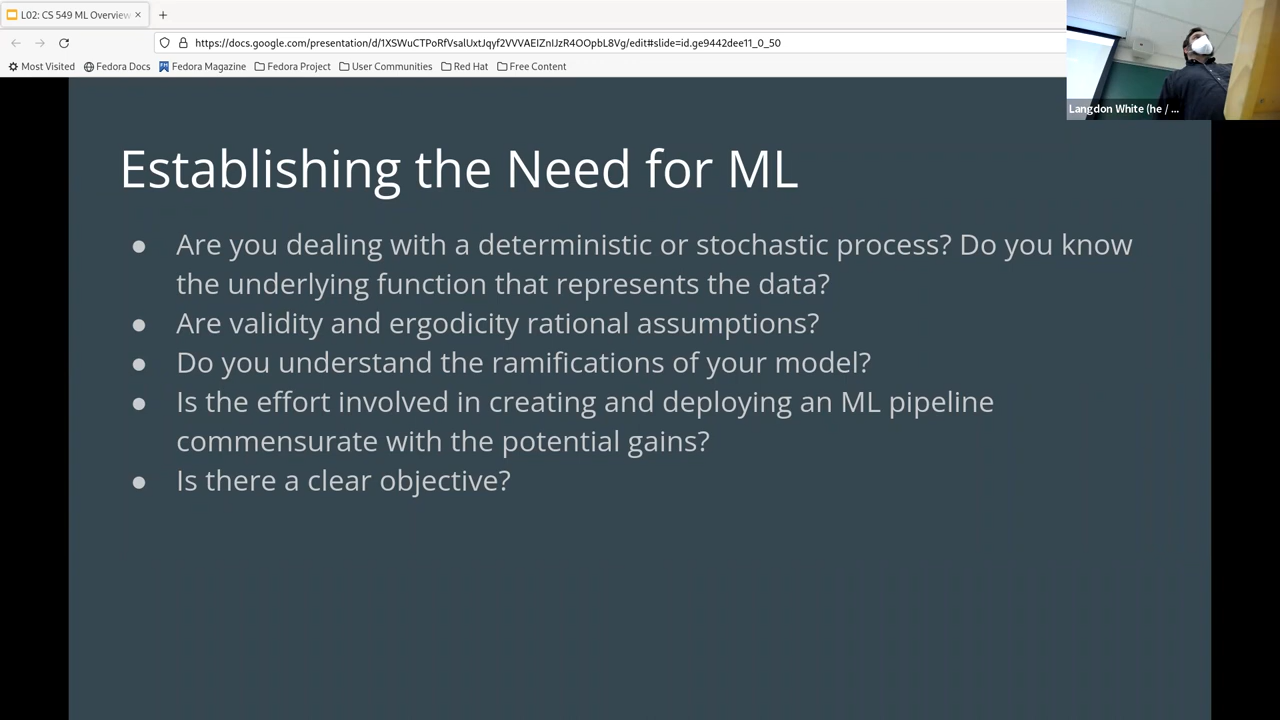 L02: CS 549 ML Overview
https://docs.google.com/presentation/d/1XSWuCTPoRfVsalUxtJqyf2VVVAEIZnIJzR4OOpbL8Vg/edit#slide=id.ge9442dee11_0_50
Most Visited Fedora Docs Fedora Magazine Fedora Project User Communities Red Hat Free Content
Langdon White (he / ...
Establishing the Need for ML
● Are you dealing with a deterministic or stochastic process? Do you know
the underlying function that represents the data?
● Are validity and ergodicity rational assumptions?
● Do you understand the ramifications of your model?
● Is the effort involved in creating and deploying an ML pipeline
commensurate with the potential gains?
● Is there a clear objective?